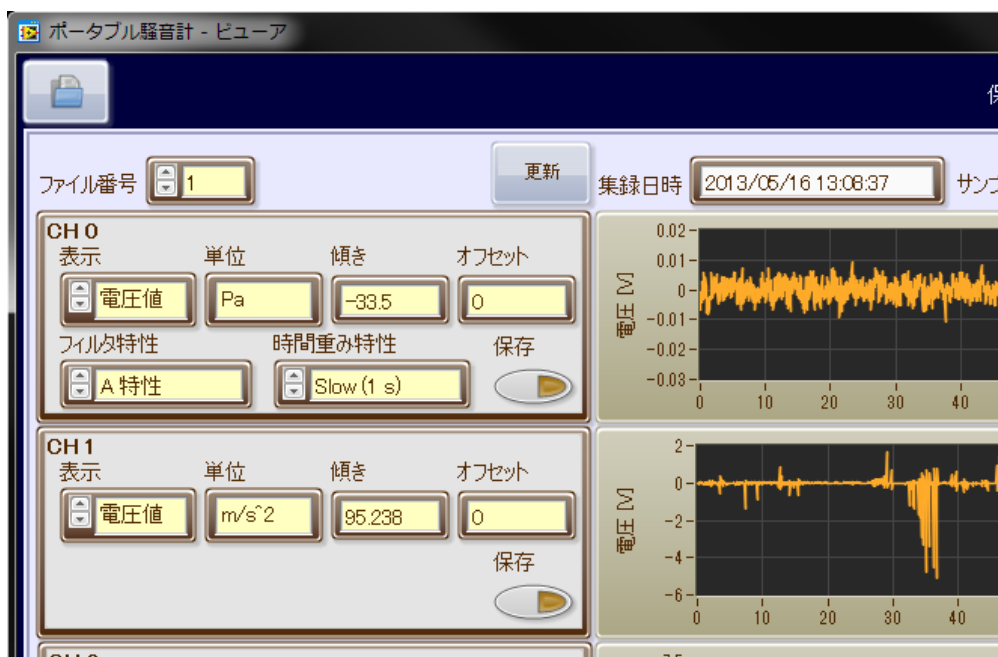 ポータブル騒音計 - ビューア
ファイル番号 1 更新 集録日時 2013/05/16 13:08:37
CH 0
表示 単位 傾き オフセット
電圧値 Pa -33.5 0
フィルタ特性 時間重み特性 保存
A 特性 Slow (1 s)
電圧 [V]
0.02
0.01
0
-0.01
-0.02
-0.03
0 10 20 30 40
CH 1
表示 単位 傾き オフセット
電圧値 m/s^2 95.238 0
保存
電圧 [V]
2
0
-2
-4
-6
0 10 20 30 40